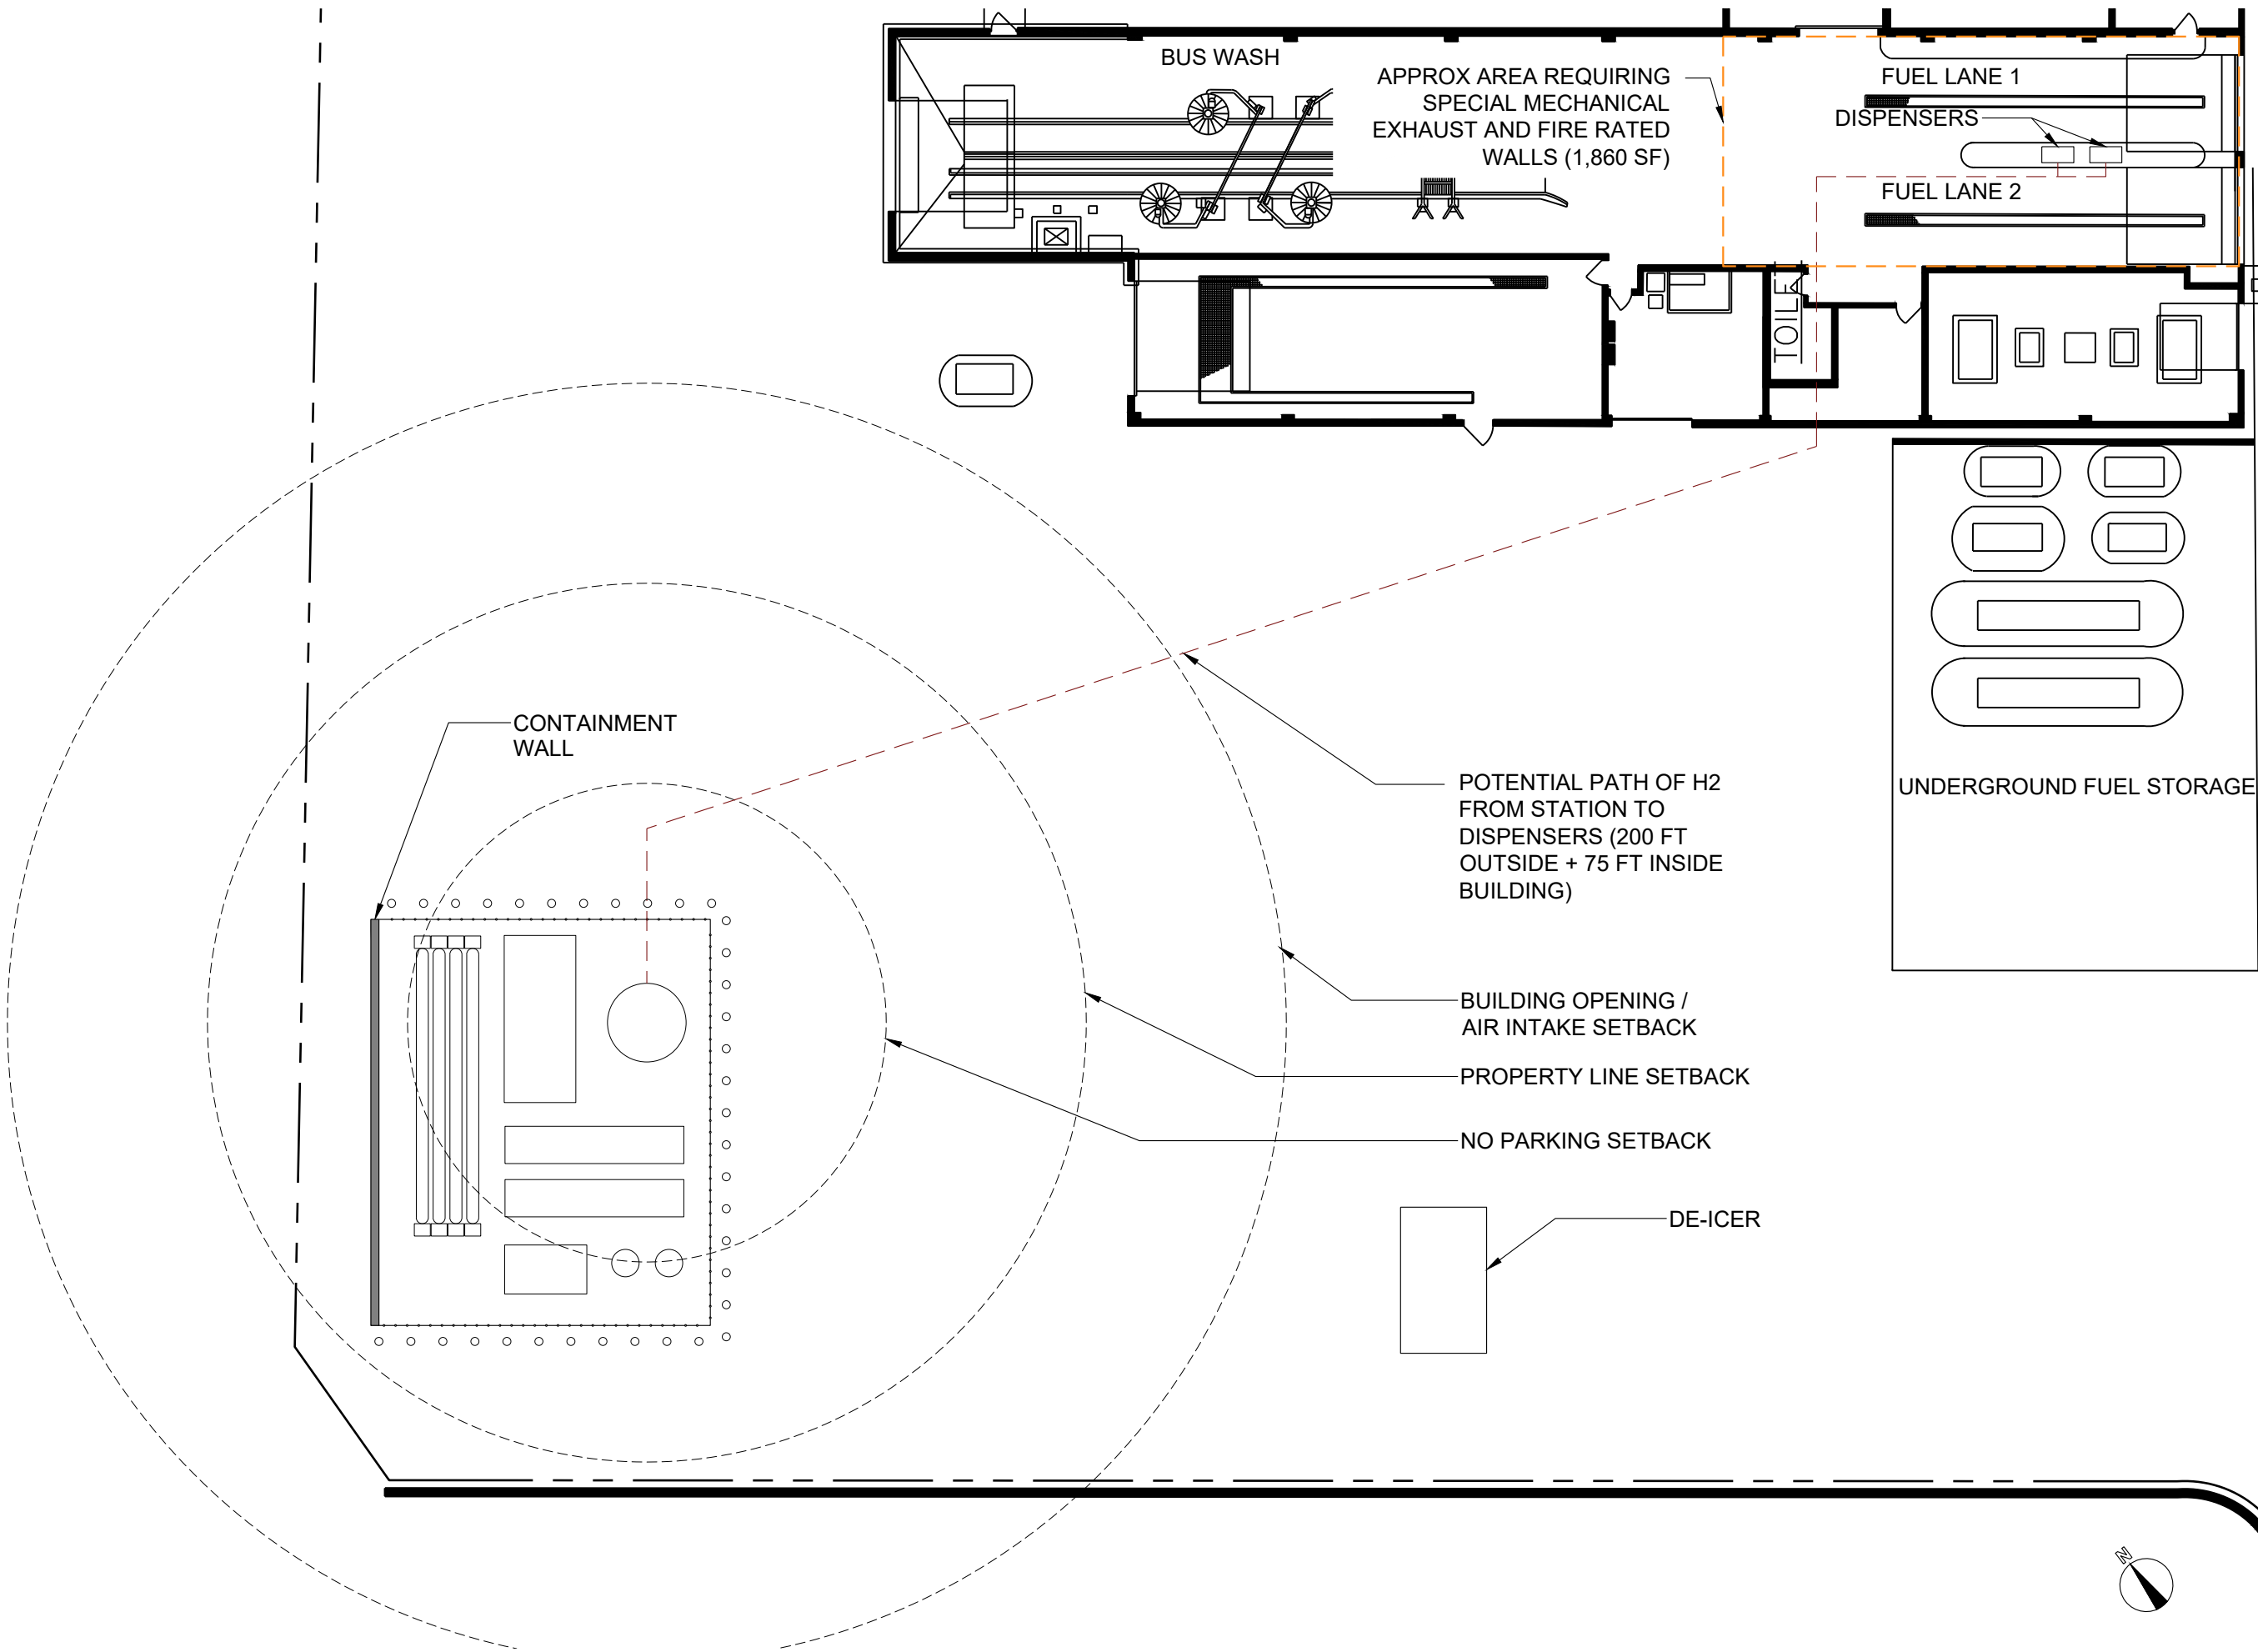 BUS WASH
APPROX AREA REQUIRING
SPECIAL MECHANICAL
EXHAUST AND FIRE RATED
WALLS (1,860 SF)
FUEL LANE 1
DISPENSERS
FUEL LANE 2
TOILET
CONTAINMENT
WALL
POTENTIAL PATH OF H2
FROM STATION TO
DISPENSERS (200 FT
OUTSIDE + 75 FT INSIDE
BUILDING)
UNDERGROUND FUEL STORAGE
BUILDING OPENING /
AIR INTAKE SETBACK
PROPERTY LINE SETBACK
NO PARKING SETBACK
DE-ICER
N